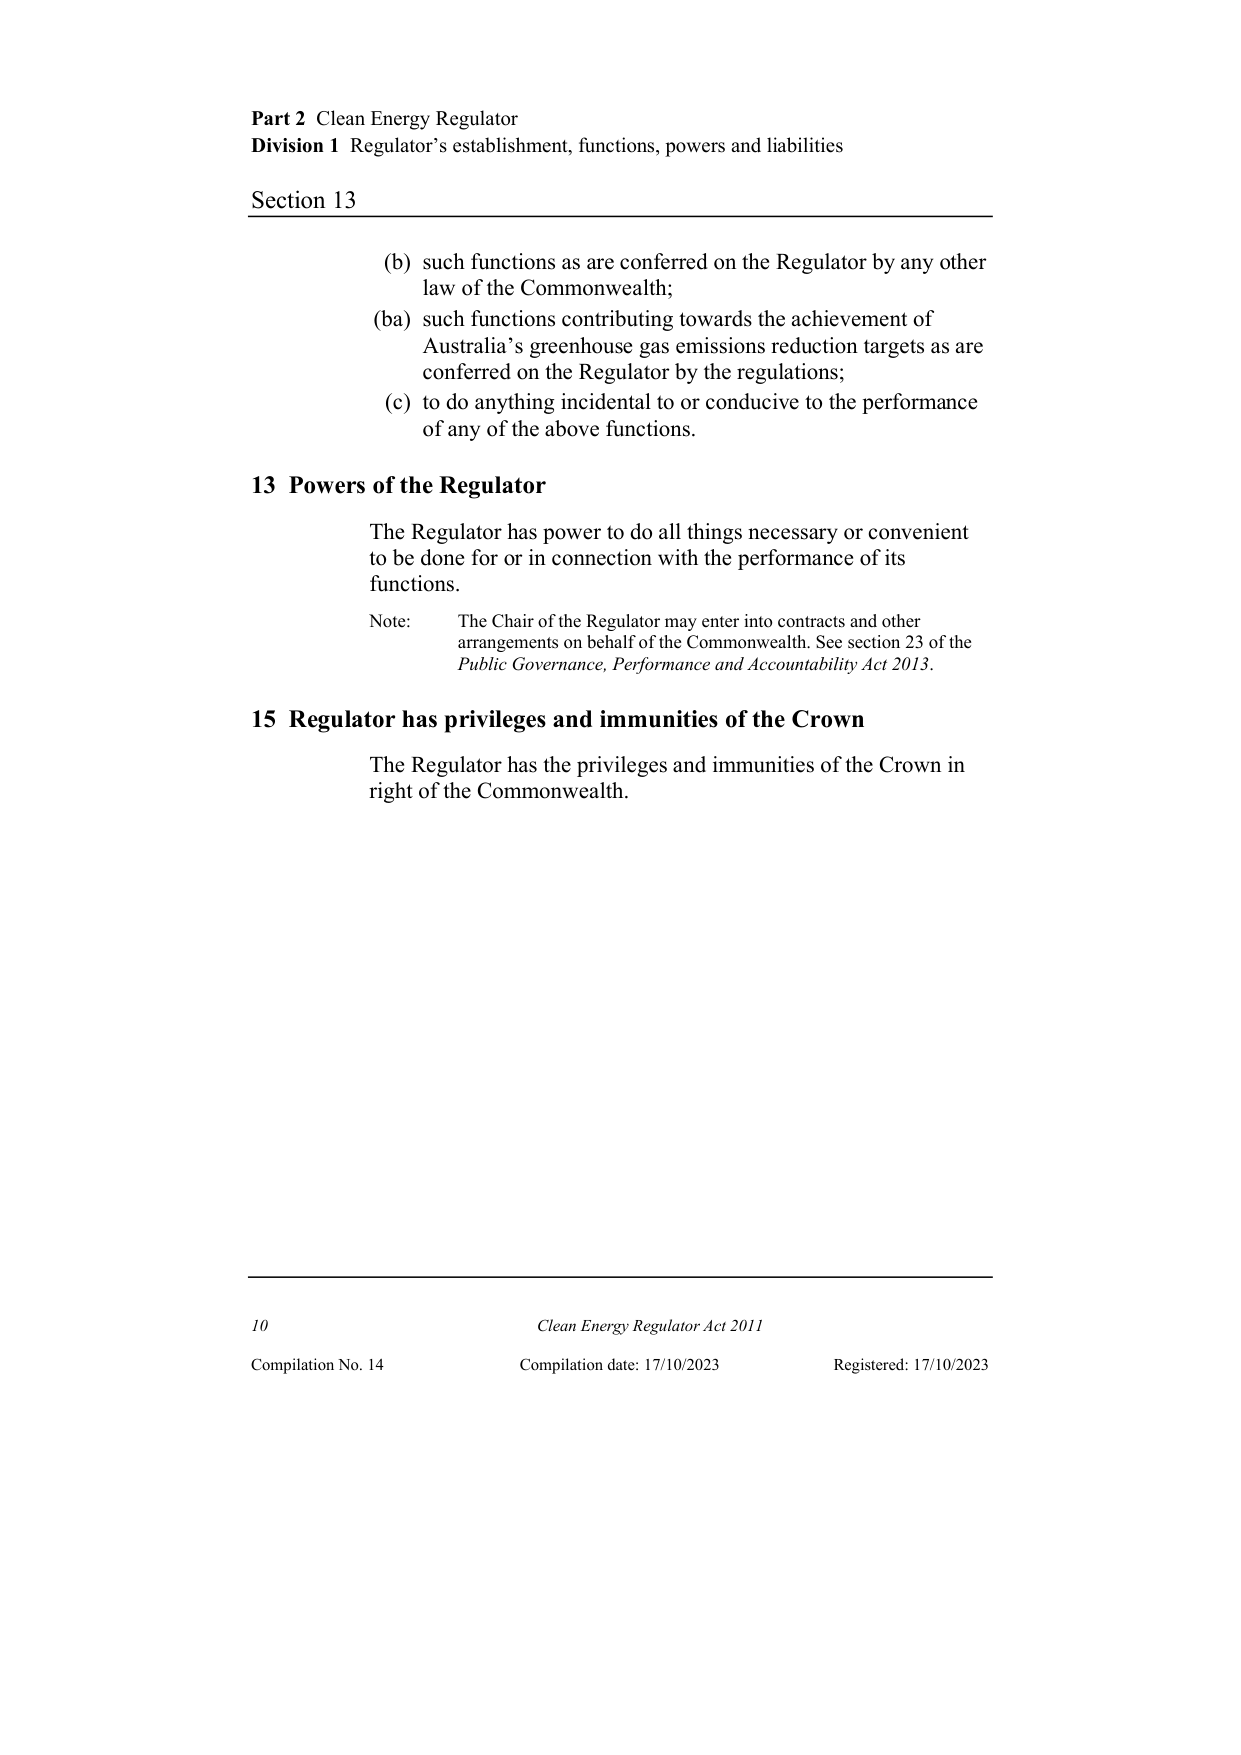 Part 2 Clean Energy Regulator
Division 1 Regulator’s establishment, functions, powers and liabilities
Section 13
(b) such functions as are conferred on the Regulator by any other
law of the Commonwealth;
(ba) such functions contributing towards the achievement of
Australia’s greenhouse gas emissions reduction targets as are
conferred on the Regulator by the regulations;
(c) to do anything incidental to or conducive to the performance
of any of the above functions.
13 Powers of the Regulator
The Regulator has power to do all things necessary or convenient
to be done for or in connection with the performance of its
functions.
Note: The Chair of the Regulator may enter into contracts and other
arrangements on behalf of the Commonwealth. See section 23 of the
Public Governance, Performance and Accountability Act 2013.
15 Regulator has privileges and immunities of the Crown
The Regulator has the privileges and immunities of the Crown in
right of the Commonwealth.
10 Clean Energy Regulator Act 2011
Compilation No. 14 Compilation date: 17/10/2023 Registered: 17/10/2023